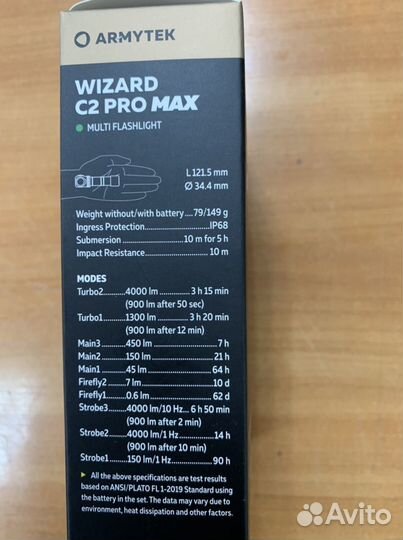 ARMYTEK
WIZARD
C2 PRO MAX
MULTI FLASHLIGHT
L 121.5 mm
Ø 34.4 mm
Weight without/with battery....79/149 g
Ingress Protection..................IP68
Submersion....................10 m for 5 h
Impact Resistance....................10 m
MODES
Turbo2..........4000 lm.............3 h 15 min
(900 lm after 50 sec)
Turbo1..........1300 lm.............3 h 20 min
(900 lm after 12 min)
Main3............450 lm..........................7 h
Main2............150 lm.........................21 h
Main1.............45 lm..........................64 h
Firefly2...........7 lm.............................10 d
Firefly1...........0.6 lm..........................62 d
Strobe3.........4000 lm/10 Hz...6 h 50 min
(900 lm after 2 min)
Strobe2.........4000 lm/1 Hz...............14 h
(900 lm after 10 min)
Strobe1.........150 lm/1 Hz.................90 h
All the above specifications are test results
based on ANSI/PLATO FL 1-2019 Standard using
the battery in the set. The data may vary due to
environment, heat dissipation and other factors.
Avito